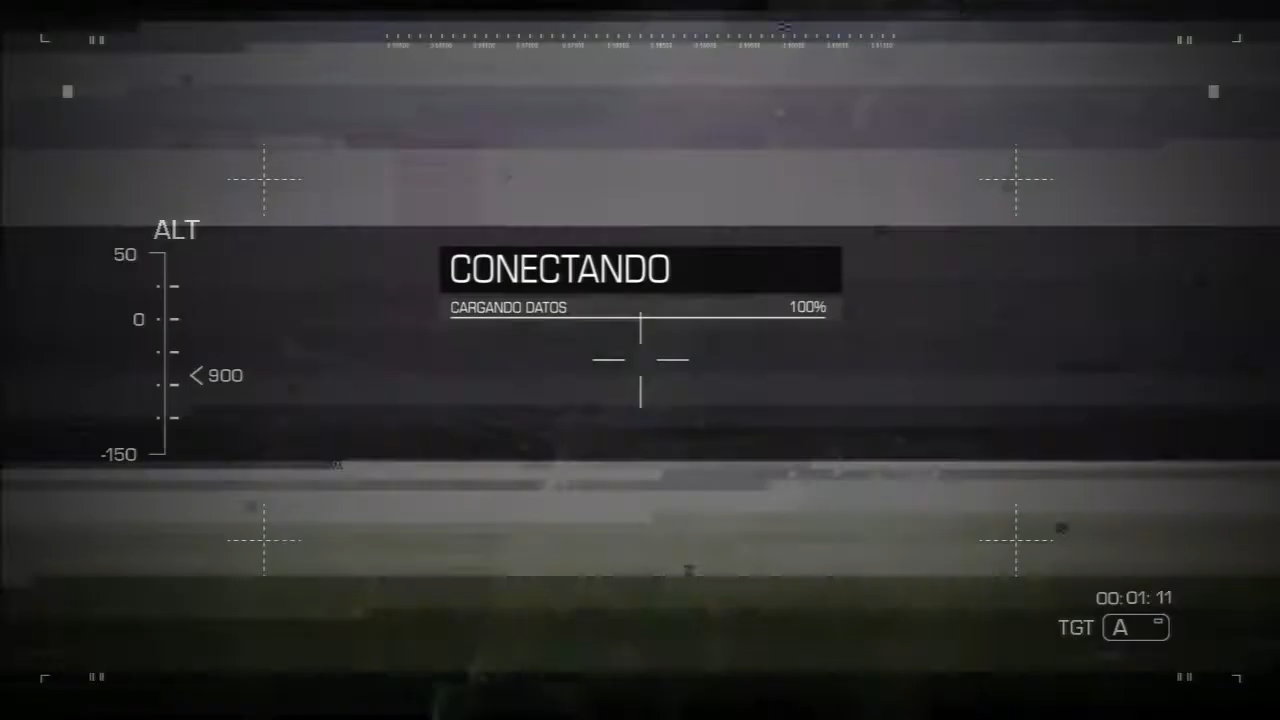 ALT
50
CONECTANDO
CARGANDO DATOS 100%
0
900
-150
00:01:11
TGT A